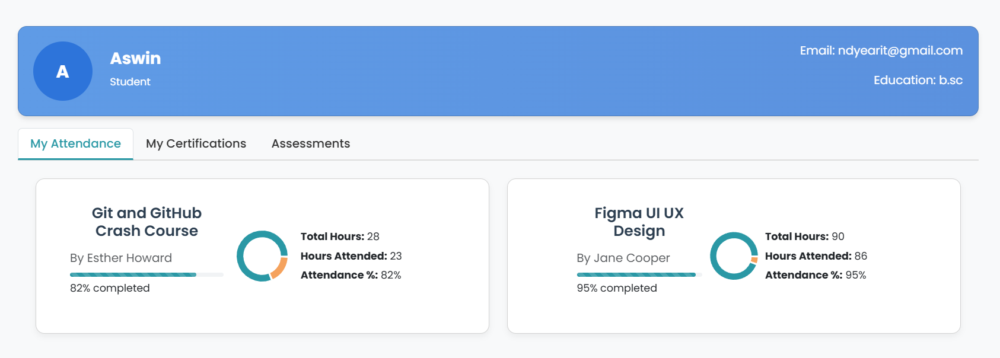 A
Aswin
Student
Email: ndyearit@gmail.com
Education: b.sc
My Attendance
My Certifications
Assessments
Git and GitHub
Crash Course
By Esther Howard
82% completed
Total Hours: 28
Hours Attended: 23
Attendance %: 82%
Figma UI UX
Design
By Jane Cooper
95% completed
Total Hours: 90
Hours Attended: 86
Attendance %: 95%